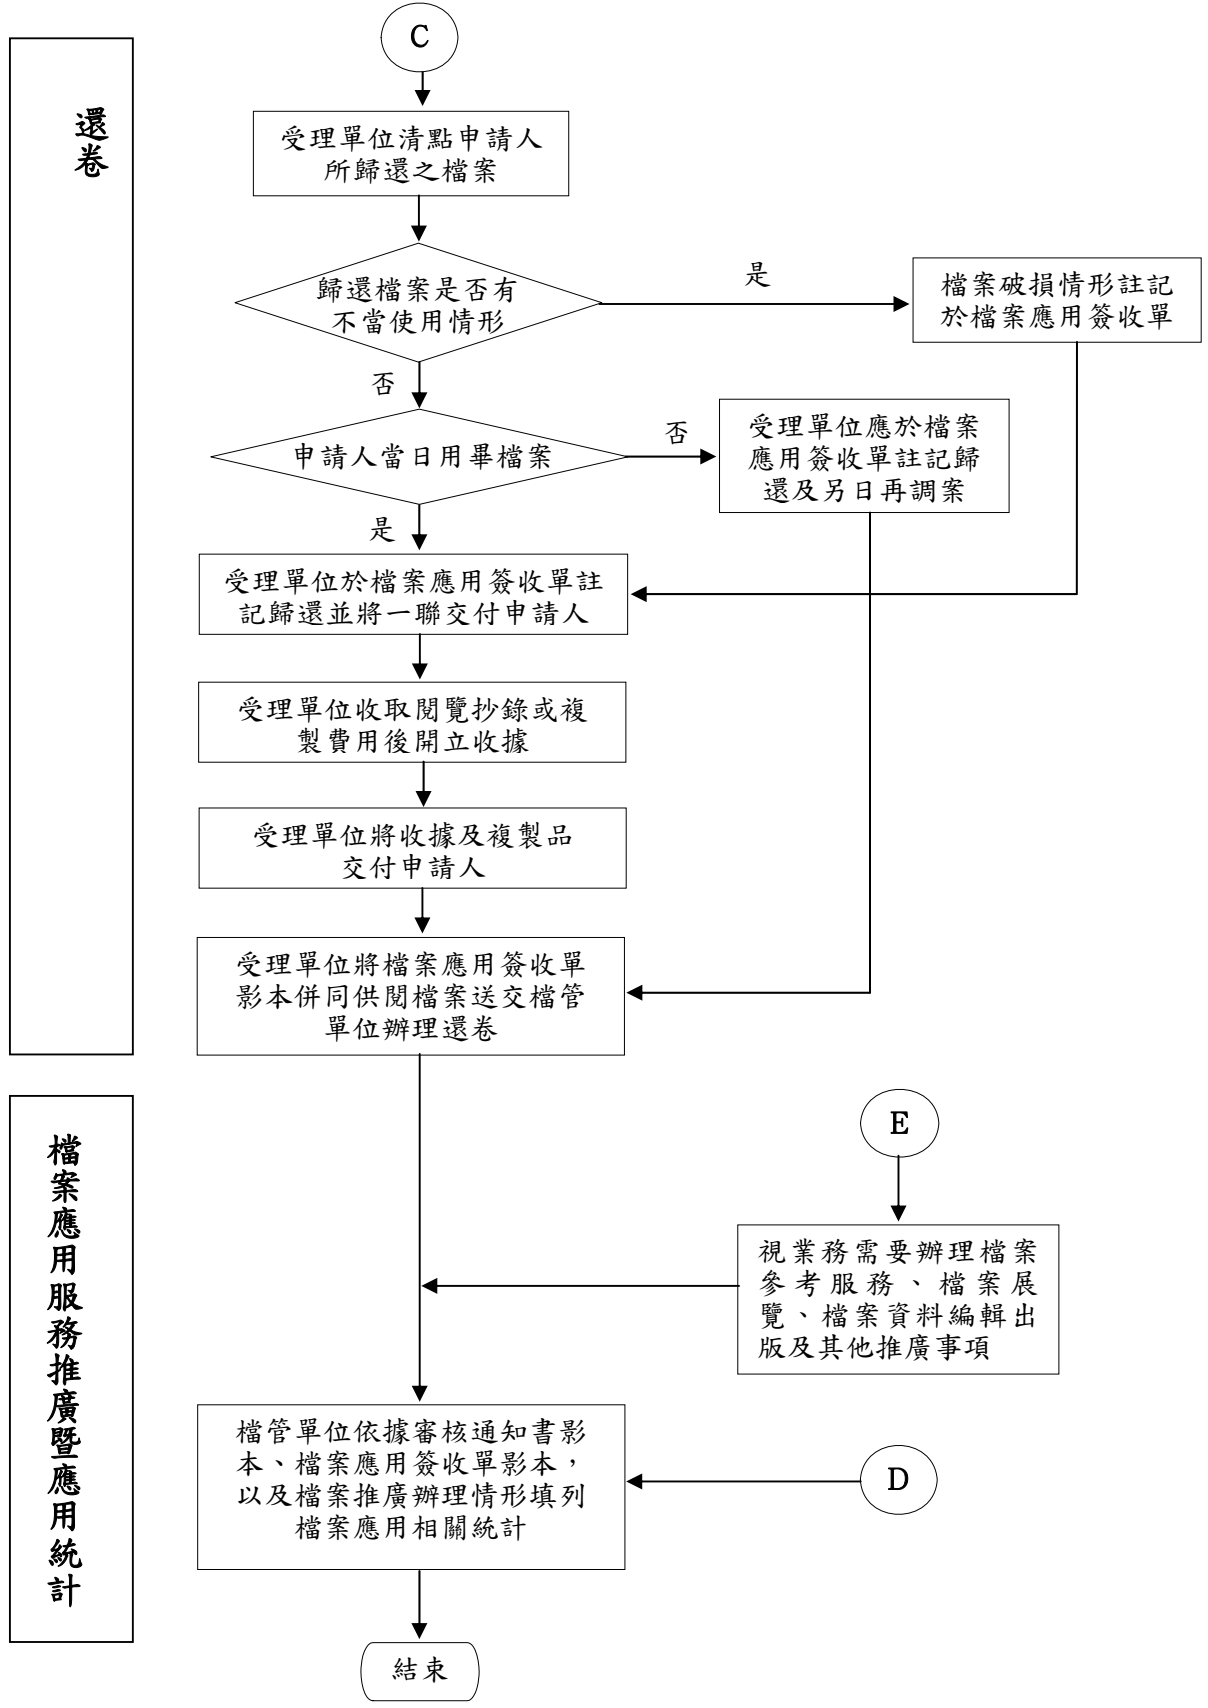 C
還卷
受理單位清點申請人
所歸還之檔案
歸還檔案是否有
不當使用情形
是
檔案破損情形註記
於檔案應用簽收單
否
申請人當日用畢檔案
否
受理單位應於檔案
應用簽收單註記歸
還及另日再調案
是
受理單位於檔案應用簽收單註
記歸還並將一聯交付申請人
受理單位收取閱覽抄錄或複
製費用後開立收據
受理單位將收據及複製品
交付申請人
受理單位將檔案應用簽收單
影本併同供閱檔案送交檔管
單位辦理還卷
檔案應用服務推廣暨應用統計
E
視業務需要辦理檔案
參考服務、檔案展
覽、檔案資料編輯出
版及其他推廣事項
檔管單位依據審核通知書影
本、檔案應用簽收單影本，
以及檔案推廣辦理情形填列
檔案應用相關統計
D
結束